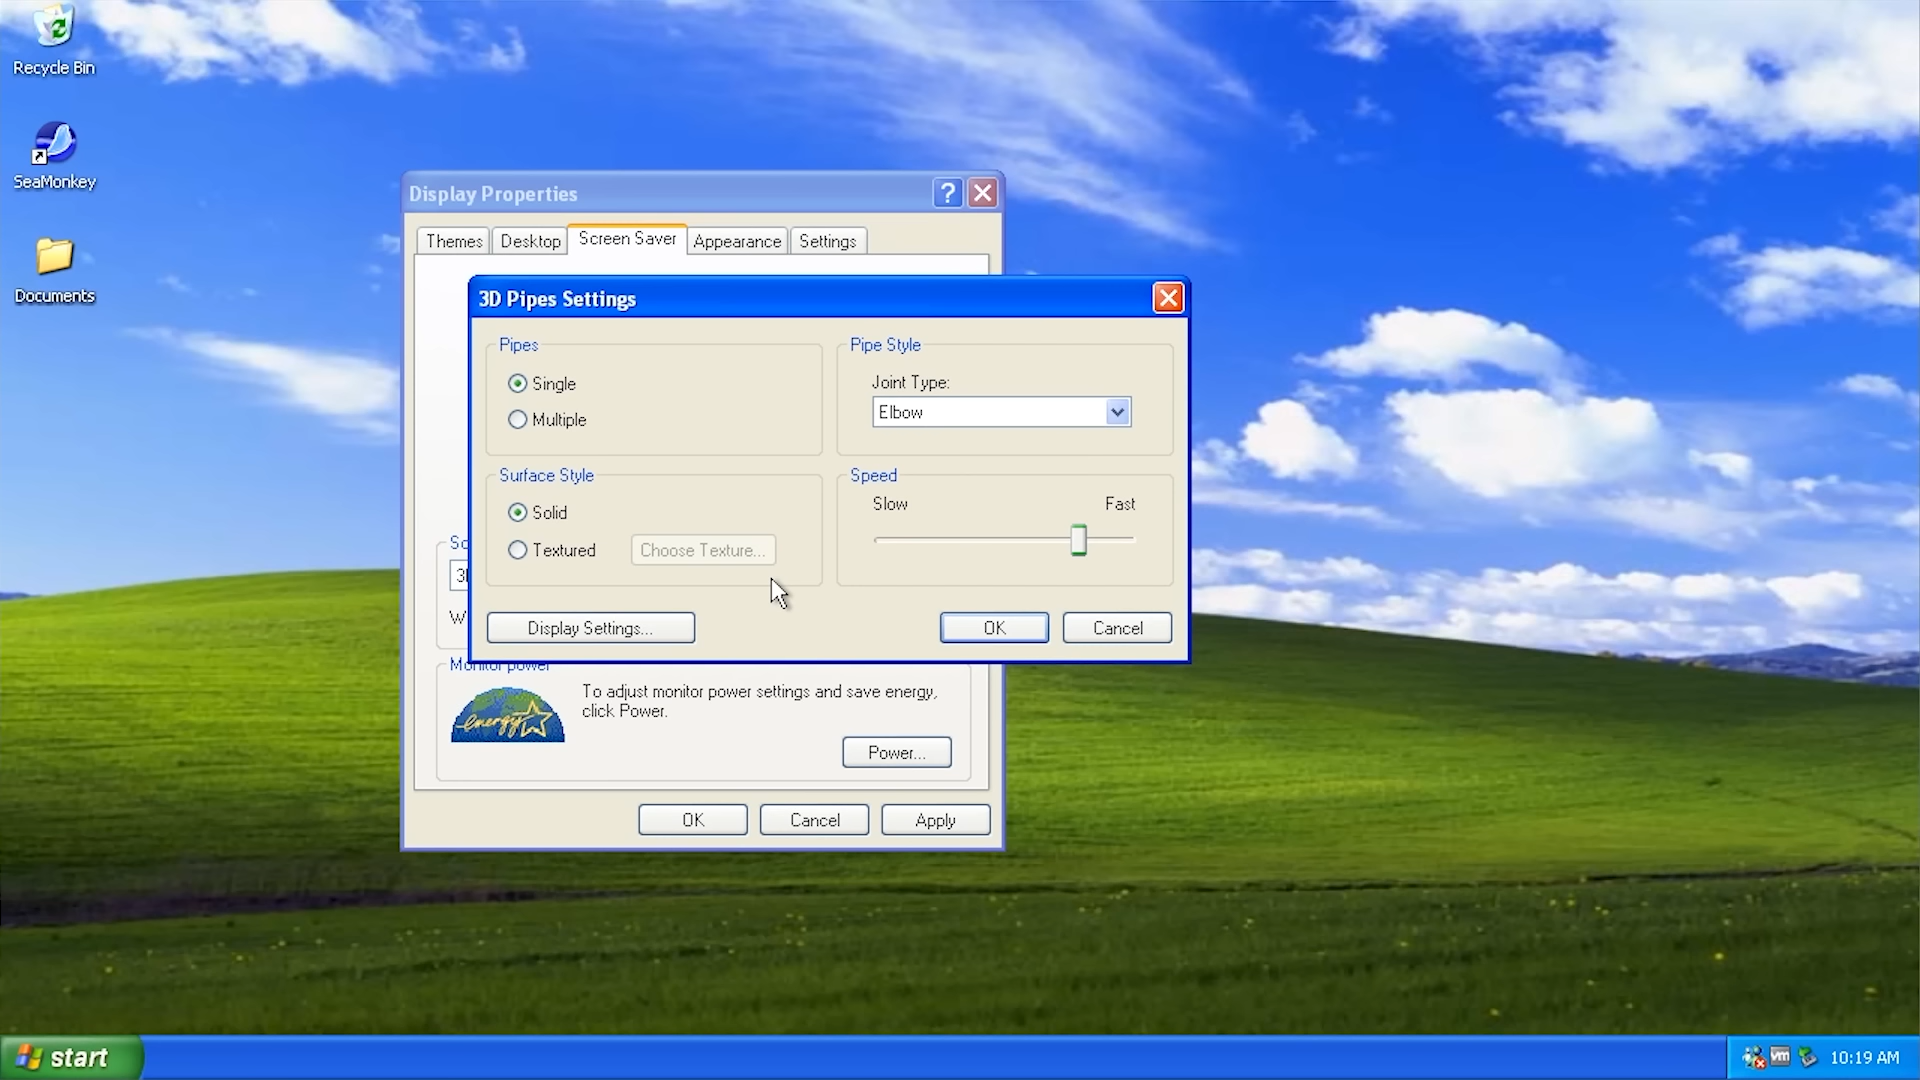 Recycle Bin
SeaMonkey
Documents
Display Properties
Themes
Desktop
Screen Saver
Appearance
Settings
3D Pipes Settings
Pipes
Single
Multiple
Pipe Style
Joint Type:
Elbow
Surface Style
Solid
Textured
Choose Texture...
Speed
Slow
Fast
Display Settings...
OK
Cancel
Monitor power
energy
To adjust monitor power settings and save energy,
click Power.
Power...
OK
Cancel
Apply
start
vm
10:19 AM